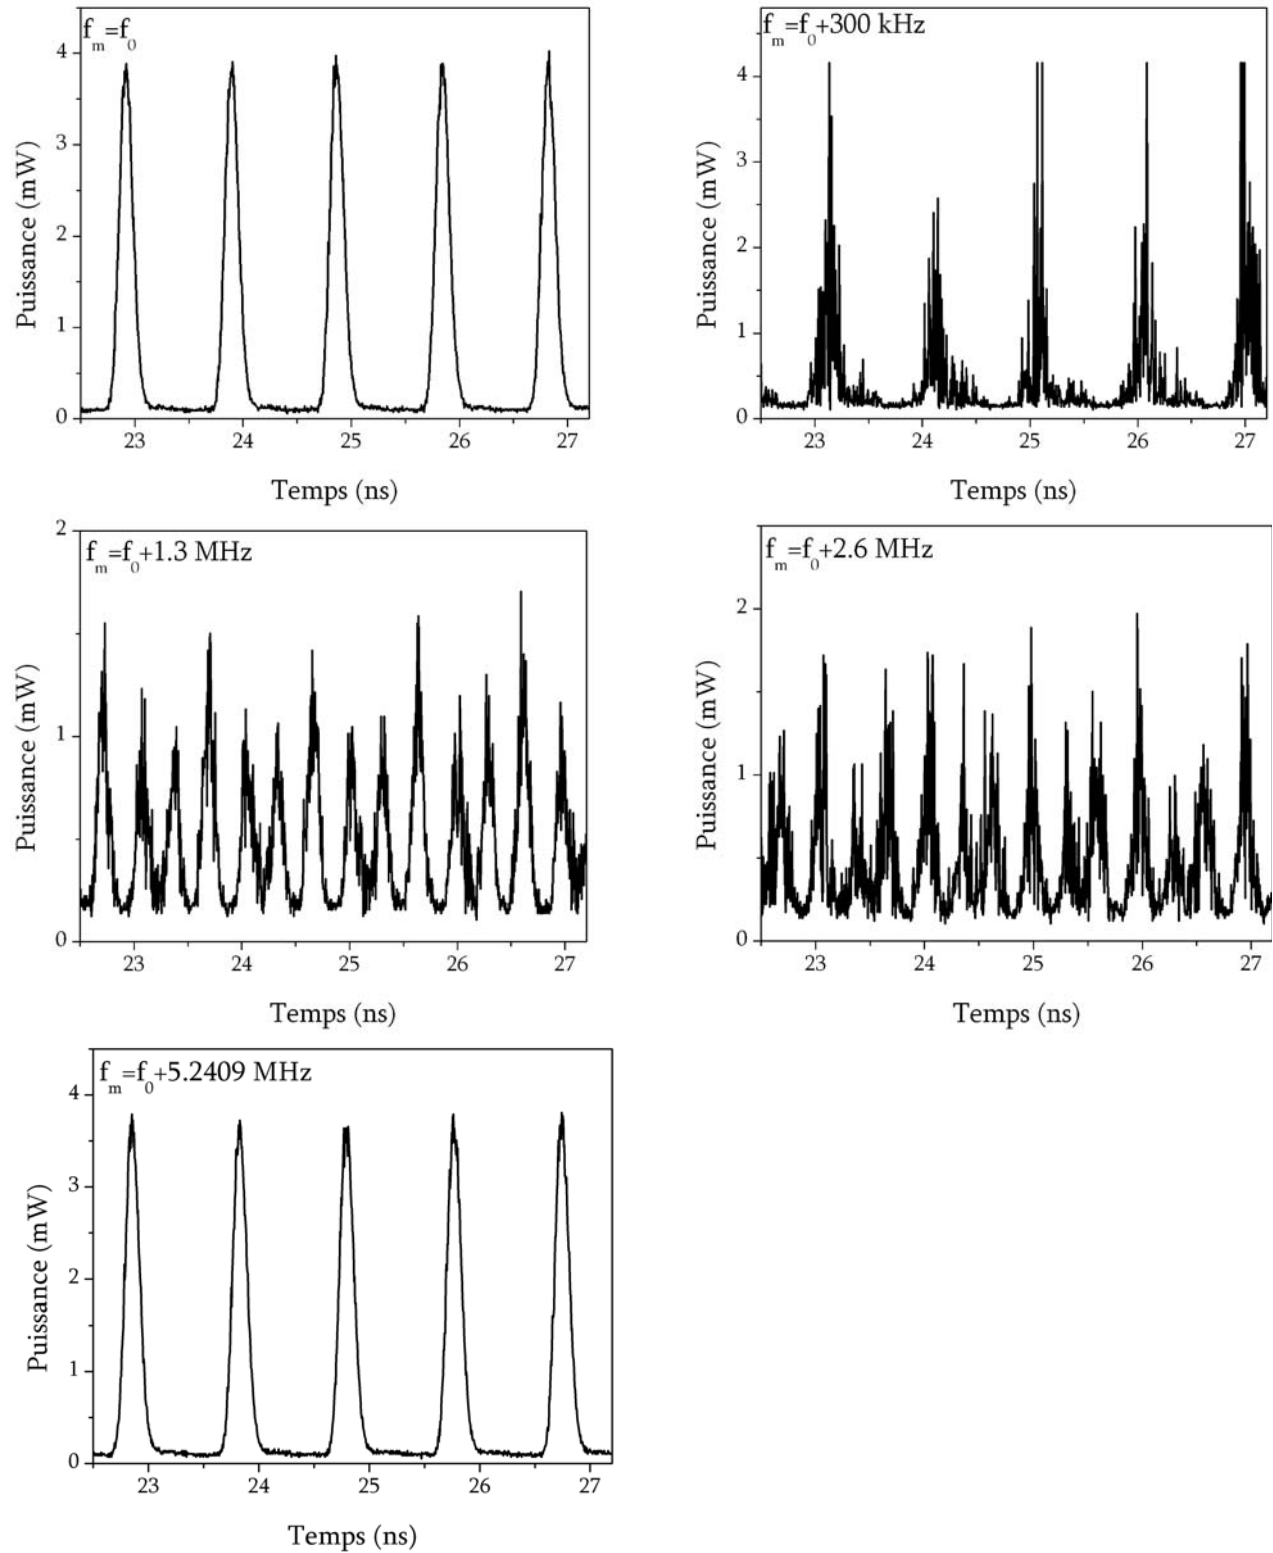 f_m=f_0
4
3
2
1
0
Puissance (mW)
23 24 25 26 27
Temps (ns)
f_m=f_0+300 kHz
4
3
2
1
0
Puissance (mW)
23 24 25 26 27
Temps (ns)
f_m=f_0+1.3 MHz
2
1
0
Puissance (mW)
23 24 25 26 27
Temps (ns)
f_m=f_0+2.6 MHz
2
1
0
Puissance (mW)
23 24 25 26 27
Temps (ns)
f_m=f_0+5.2409 MHz
4
3
2
1
0
Puissance (mW)
23 24 25 26 27
Temps (ns)